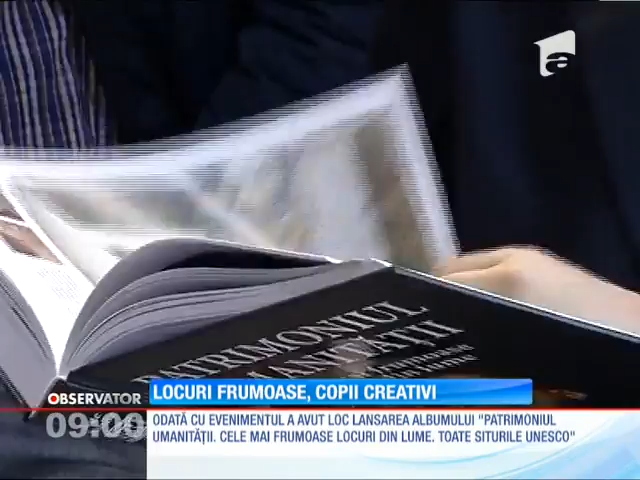 a
PATRIMONIUL
UMANITĂȚII
OBSERVATOR
LOCURI FRUMOASE, COPII CREATIVI
09:00
ODATĂ CU EVENIMENTUL A AVUT LOC LANSAREA ALBUMULUI "PATRIMONIUL
UMANITĂȚII. CELE MAI FRUMOASE LOCURI DIN LUME. TOATE SITURILE UNESCO"